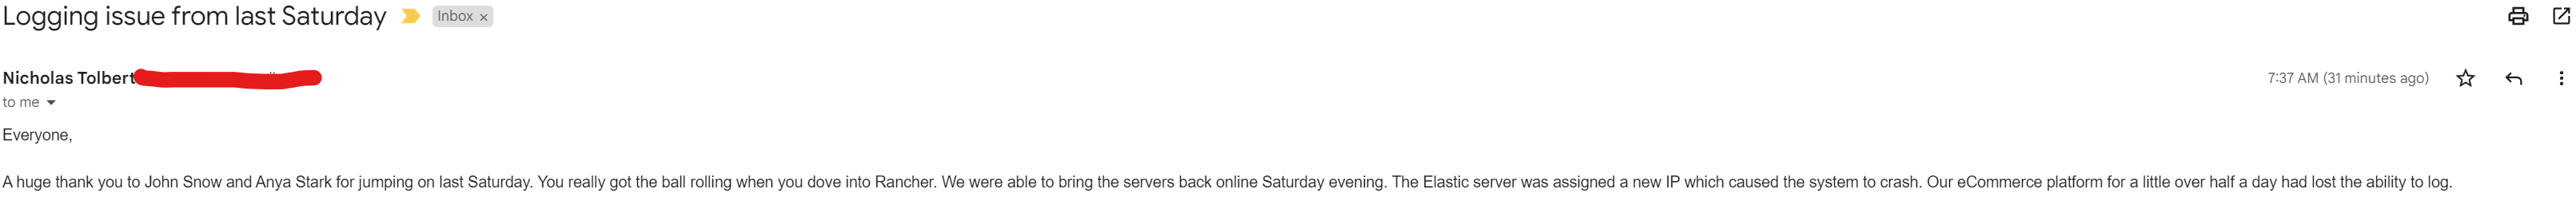 Logging issue from last Saturday Inbox ×
Nicholas Tolbert 7:37 AM (31 minutes ago)
to me
Everyone,
A huge thank you to John Snow and Anya Stark for jumping on last Saturday. You really got the ball rolling when you dove into Rancher. We were able to bring the servers back online Saturday evening. The Elastic server was assigned a new IP which caused the system to crash. Our eCommerce platform for a little over half a day had lost the ability to log.